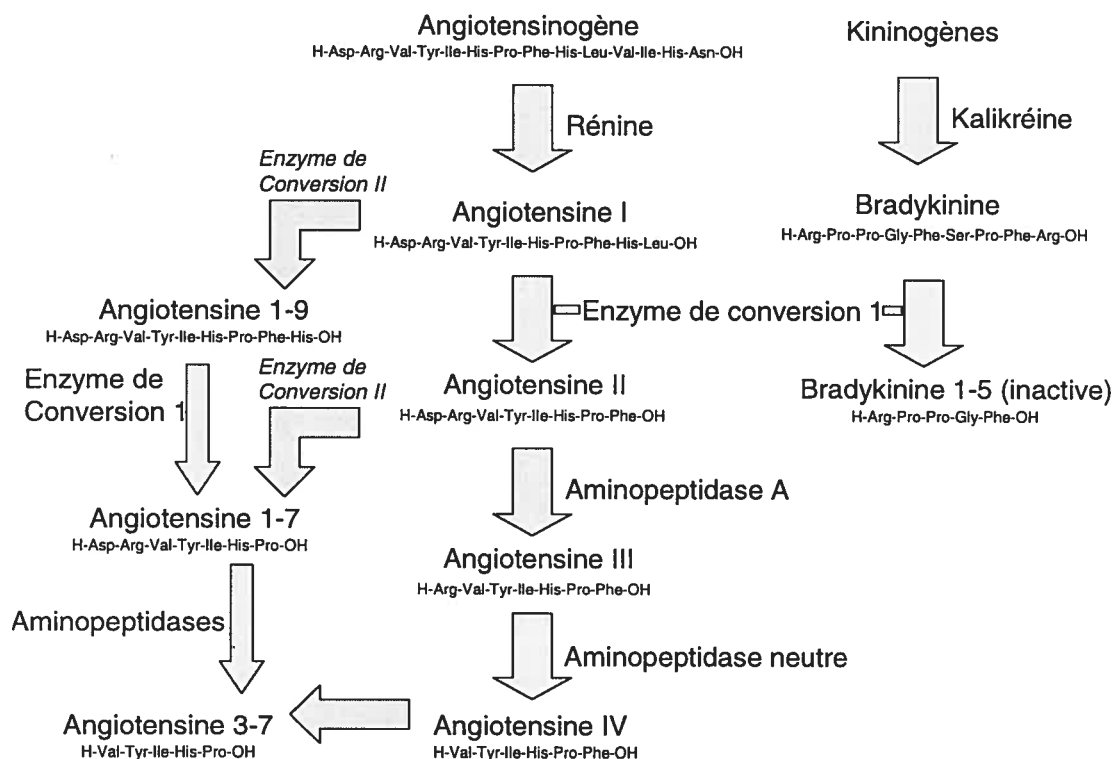 Angiotensinogène
H-Asp-Arg-Val-Tyr-Ile-His-Pro-Phe-His-Leu-Val-Ile-His-Asn-OH
Kininogènes
Rénine
Kalikréine
Enzyme de
Conversion II
Angiotensine I
H-Asp-Arg-Val-Tyr-Ile-His-Pro-Phe-His-Leu-OH
Bradykinine
H-Arg-Pro-Pro-Gly-Phe-Ser-Pro-Phe-Arg-OH
Angiotensine 1-9
H-Asp-Arg-Val-Tyr-Ile-His-Pro-Phe-His-OH
Enzyme de conversion 1
Enzyme de
Conversion 1
Enzyme de
Conversion II
Angiotensine II
H-Asp-Arg-Val-Tyr-Ile-His-Pro-Phe-OH
Bradykinine 1-5 (inactive)
H-Arg-Pro-Pro-Gly-Phe-OH
Aminopeptidase A
Angiotensine 1-7
H-Asp-Arg-Val-Tyr-Ile-His-Pro-OH
Angiotensine III
H-Arg-Val-Tyr-Ile-His-Pro-Phe-OH
Aminopeptidases
Aminopeptidase neutre
Angiotensine 3-7
H-Val-Tyr-Ile-His-Pro-OH
Angiotensine IV
H-Val-Tyr-Ile-His-Pro-Phe-OH